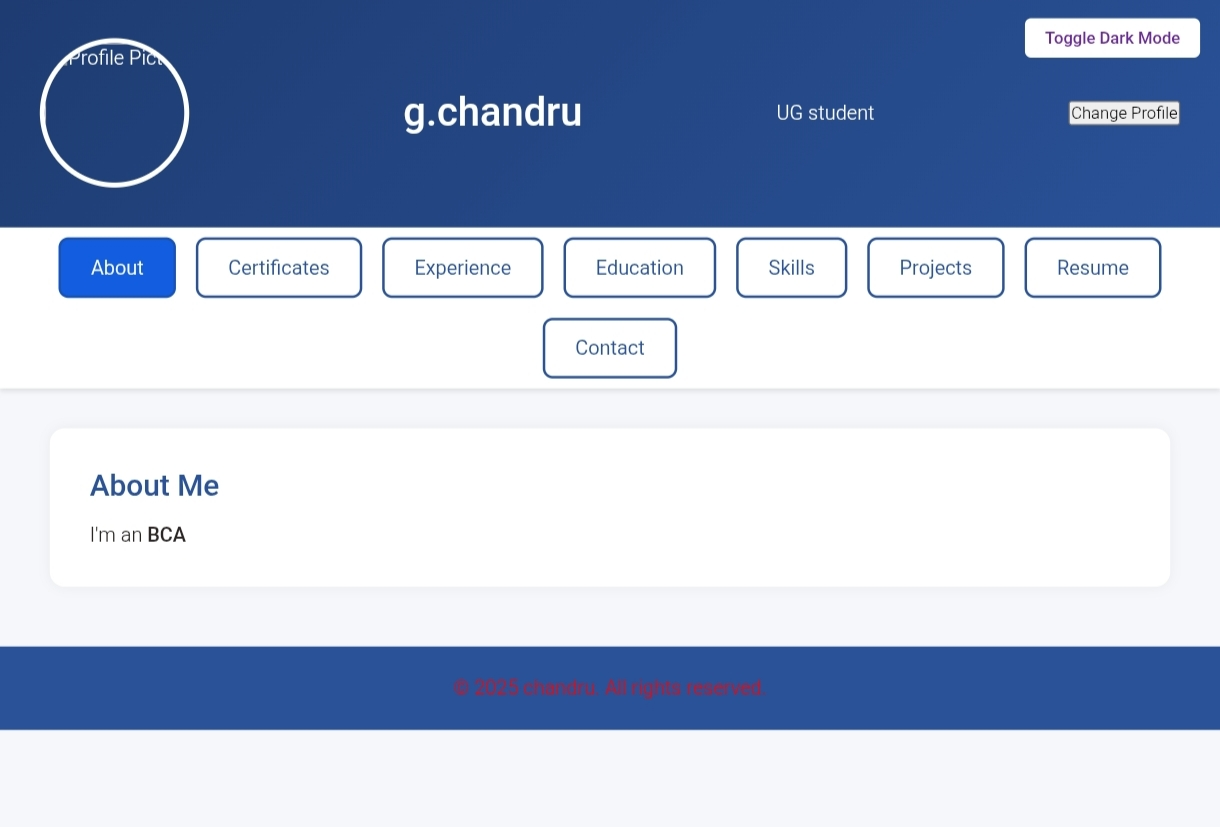 Toggle Dark Mode
Profile Pict
g.chandru
UG student
Change Profile
About
Certificates
Experience
Education
Skills
Projects
Resume
Contact
About Me
I'm an BCA
© 2025 chandru. All rights reserved.